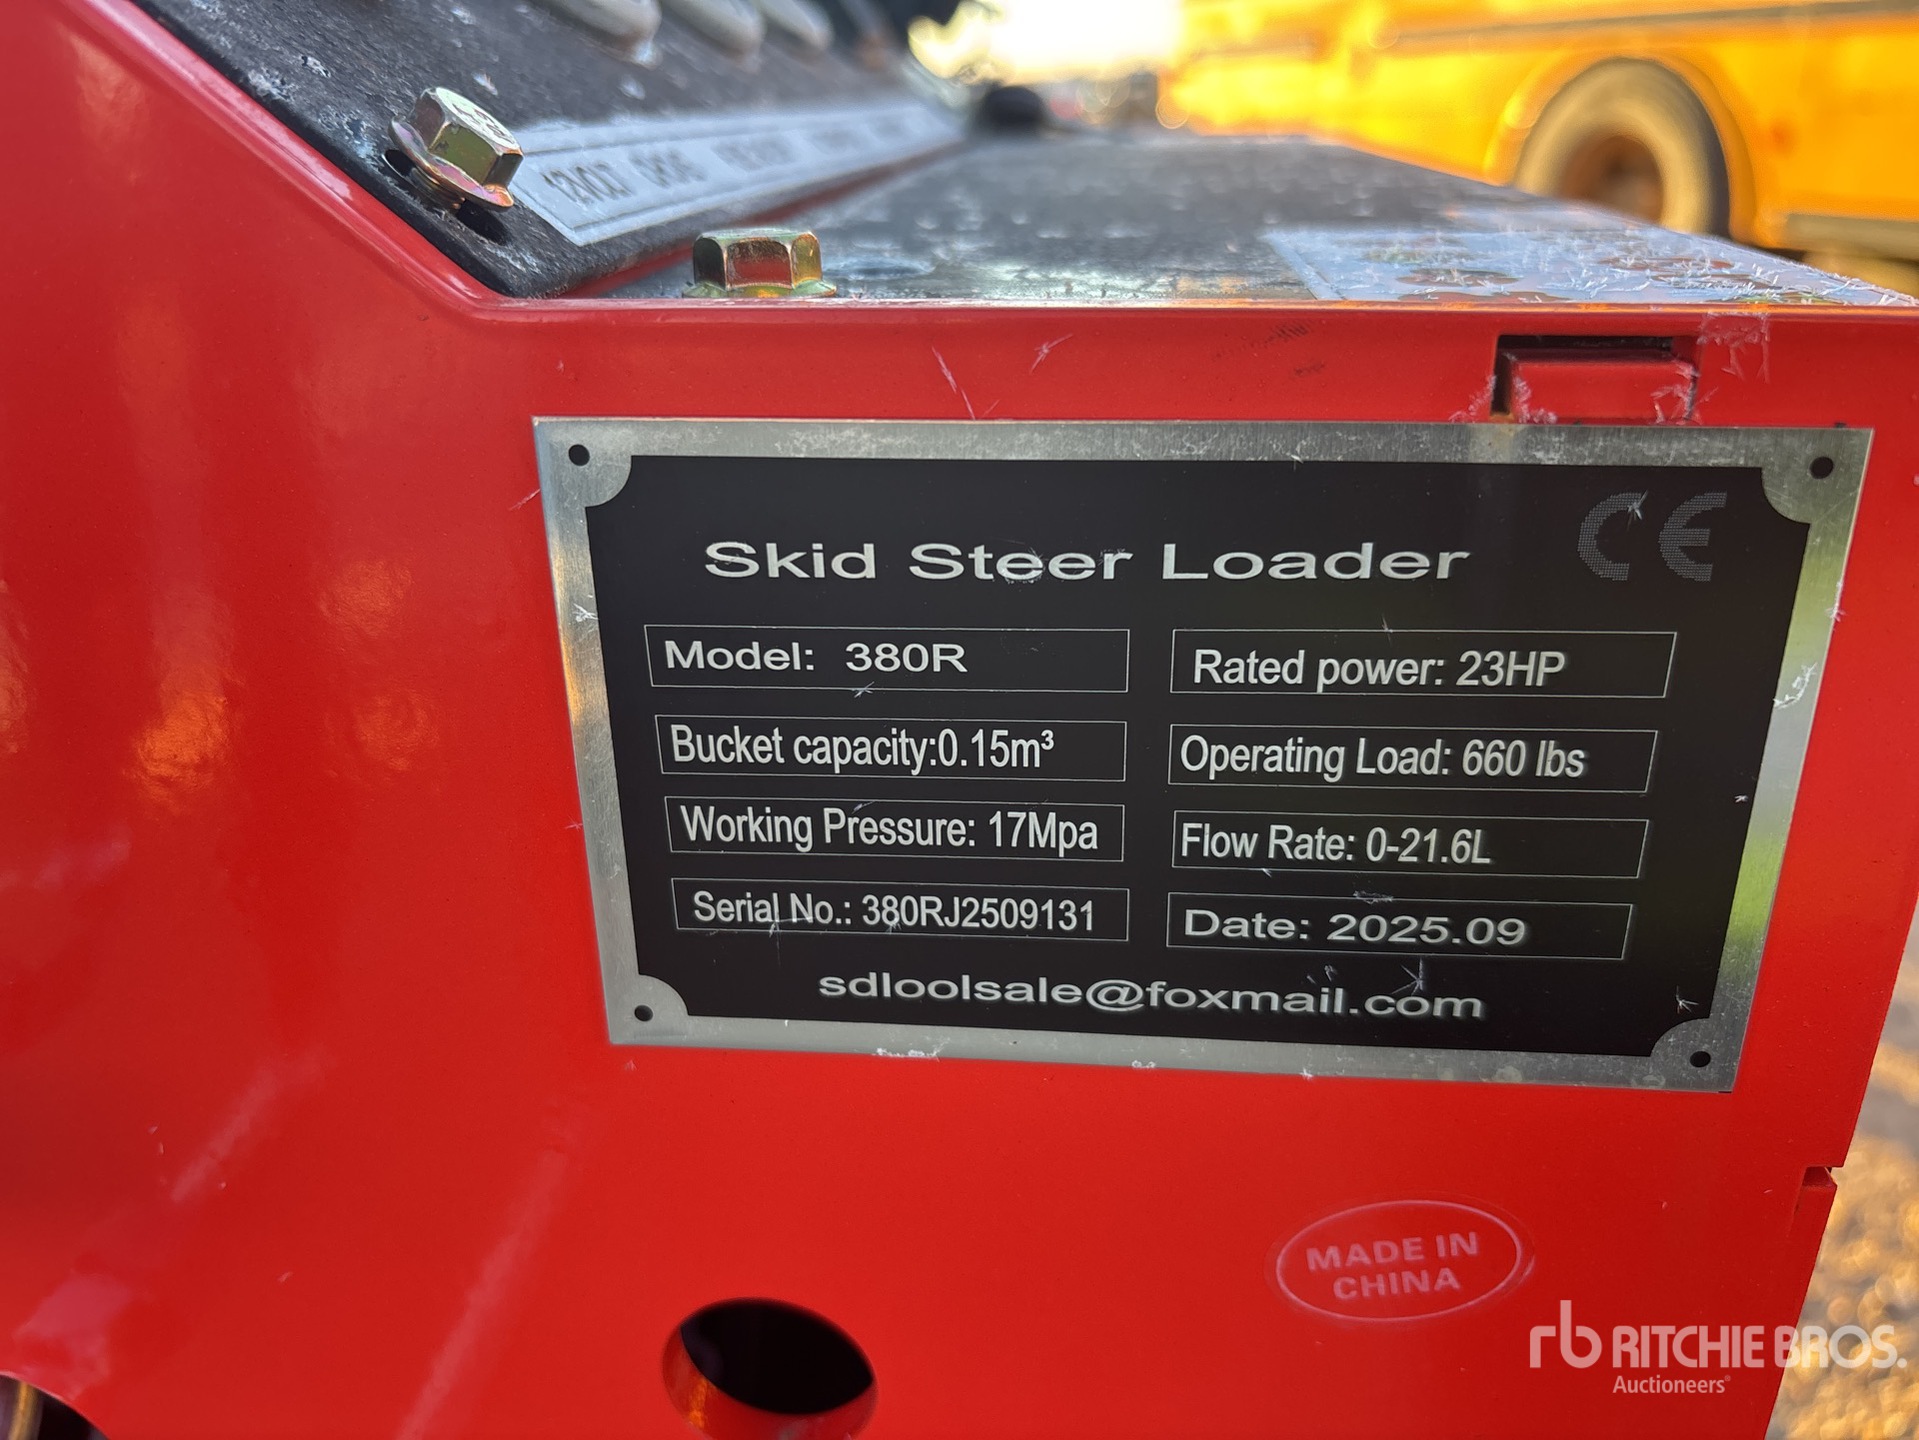 CE
Skid Steer Loader
Model: 380R
Rated power: 23HP
Bucket capacity:0.15m³
Operating Load: 660 lbs
Working Pressure: 17Mpa
Flow Rate: 0-21.6L
Serial No.: 380RJ2509131
Date: 2025.09
sdloolsale@foxmail.com
MADE IN
CHINA
rb RITCHIE BROS.
Auctioneers®